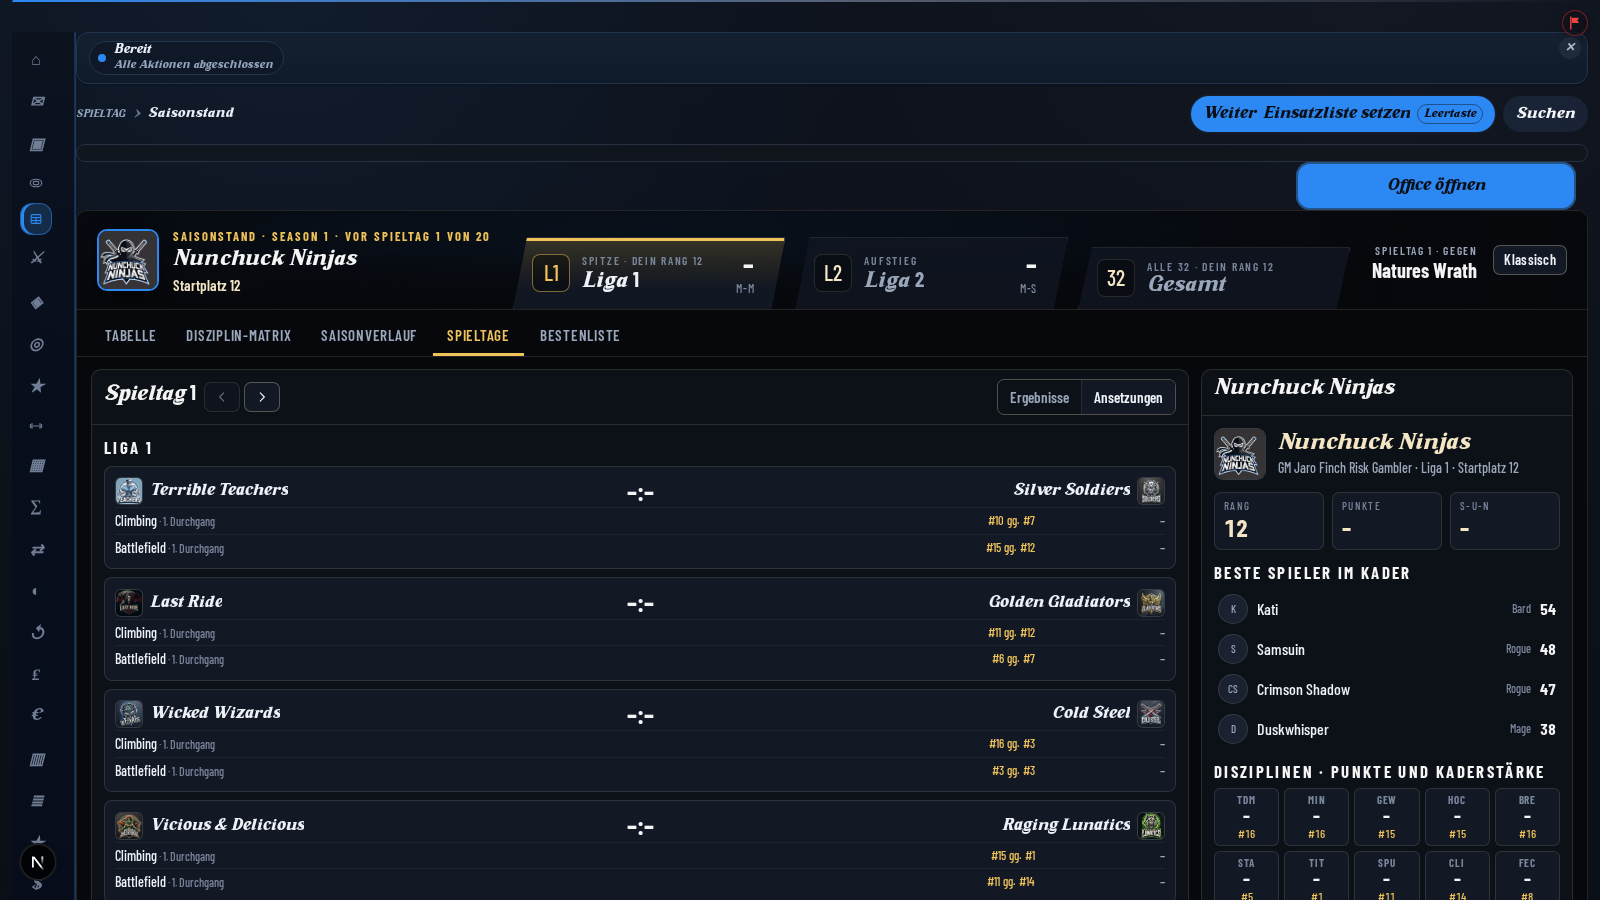 Bereit
Alle Aktionen abgeschlossen
SPIELTAG › Saisonstand
Weiter Einsatzliste setzen Leertaste
Suchen
Office öffnen
SAISONSTAND · SEASON 1 · VOR SPIELTAG 1 VON 20
Nunchuck Ninjas
Startplatz 12
L1
SPITZE · DEIN RANG 12
Liga 1
–
M-M
L2
AUFSTIEG
Liga 2
–
M-S
32
ALLE 32 · DEIN RANG 12
Gesamt
SPIELTAG 1 · GEGEN
Natures Wrath
Klassisch
TABELLE DISZIPLIN-MATRIX SAISONVERLAUF SPIELTAGE BESTENLISTE
Spieltag 1
Ergebnisse Ansetzungen
LIGA 1
Terrible Teachers –:– Silver Soldiers
Climbing · 1. Durchgang #10 gg. #7 –
Battlefield · 1. Durchgang #15 gg. #12 –
Last Ride –:– Golden Gladiators
Climbing · 1. Durchgang #11 gg. #12 –
Battlefield · 1. Durchgang #6 gg. #7 –
Wicked Wizards –:– Cold Steel
Climbing · 1. Durchgang #16 gg. #3 –
Battlefield · 1. Durchgang #3 gg. #3 –
Vicious & Delicious –:– Raging Lunatics
Climbing · 1. Durchgang #15 gg. #1 –
Battlefield · 1. Durchgang #11 gg. #14 –
Nunchuck Ninjas
Nunchuck Ninjas
GM Jaro Finch Risk Gambler · Liga 1 · Startplatz 12
RANG PUNKTE S-U-N
12 – –
BESTE SPIELER IM KADER
K Kati Bard 54
S Samsuin Rogue 48
CS Crimson Shadow Rogue 47
D Duskwhisper Mage 38
DISZIPLINEN · PUNKTE UND KADERSTÄRKE
TDM MIN GEW HOC BRE
– – – – –
#16 #16 #15 #15 #16
STA TIT SPU CLI FEC
– – – – –
#5 #1 #11 #14 #8